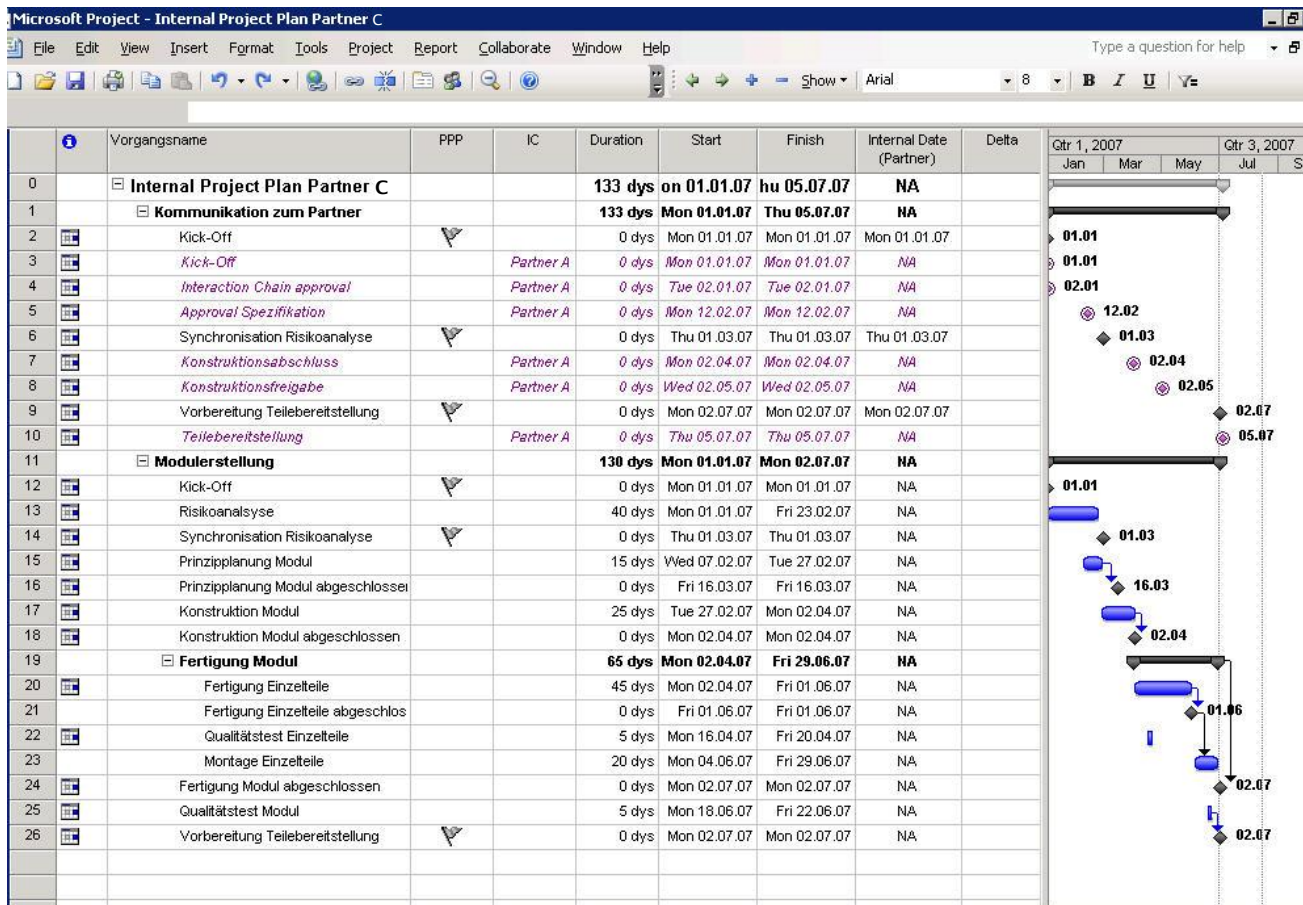 Microsoft Project - Internal Project Plan Partner C
File Edit View Insert Format Tools Project Report Collaborate Window Help Type a question for help
Show Arial 8 B I U
Vorgangsname PPP IC Duration Start Finish Internal Date (Partner) Delta Qtr 1, 2007 Qtr 3, 2007
Jan Mar May Jul S
0 Internal Project Plan Partner C 133 dys on 01.01.07 hu 05.07.07 NA
1 Kommunikation zum Partner 133 dys Mon 01.01.07 Thu 05.07.07 NA
2 Kick-Off 0 dys Mon 01.01.07 Mon 01.01.07 Mon 01.01.07 01.01
3 Kick-Off Partner A 0 dys Mon 01.01.07 Mon 01.01.07 NA 01.01
4 Interaction Chain approval Partner A 0 dys Tue 02.01.07 Tue 02.01.07 NA 02.01
5 Approval Spezifikation Partner A 0 dys Mon 12.02.07 Mon 12.02.07 NA 12.02
6 Synchronisation Risikoanalyse 0 dys Thu 01.03.07 Thu 01.03.07 Thu 01.03.07 01.03
7 Konstruktionsabschluss Partner A 0 dys Mon 02.04.07 Mon 02.04.07 NA 02.04
8 Konstruktionsfreigabe Partner A 0 dys Wed 02.05.07 Wed 02.05.07 NA 02.05
9 Vorbereitung Teilebereitstellung 0 dys Mon 02.07.07 Mon 02.07.07 Mon 02.07.07 02.07
10 Teilebereitstellung Partner A 0 dys Thu 05.07.07 Thu 05.07.07 NA 05.07
11 Modulerstellung 130 dys Mon 01.01.07 Mon 02.07.07 NA
12 Kick-Off 0 dys Mon 01.01.07 Mon 01.01.07 NA 01.01
13 Risikoanalsyse 40 dys Mon 01.01.07 Fri 23.02.07 NA
14 Synchronisation Risikoanalyse 0 dys Thu 01.03.07 Thu 01.03.07 NA 01.03
15 Prinzipplanung Modul 15 dys Wed 07.02.07 Tue 27.02.07 NA
16 Prinzipplanung Modul abgeschlossen 0 dys Fri 16.03.07 Fri 16.03.07 NA 16.03
17 Konstruktion Modul 25 dys Tue 27.02.07 Mon 02.04.07 NA
18 Konstruktion Modul abgeschlossen 0 dys Mon 02.04.07 Mon 02.04.07 NA 02.04
19 Fertigung Modul 65 dys Mon 02.04.07 Fri 29.06.07 NA
20 Fertigung Einzelteile 45 dys Mon 02.04.07 Fri 01.06.07 NA
21 Fertigung Einzelteile abgeschlos 0 dys Fri 01.06.07 Fri 01.06.07 NA 01.06
22 Qualitätstest Einzelteile 5 dys Mon 16.04.07 Fri 20.04.07 NA
23 Montage Einzelteile 20 dys Mon 04.06.07 Fri 29.06.07 NA
24 Fertigung Modul abgeschlossen 0 dys Mon 02.07.07 Mon 02.07.07 NA 02.07
25 Qualitätstest Modul 5 dys Mon 18.06.07 Fri 22.06.07 NA
26 Vorbereitung Teilebereitstellung 0 dys Mon 02.07.07 Mon 02.07.07 NA 02.07